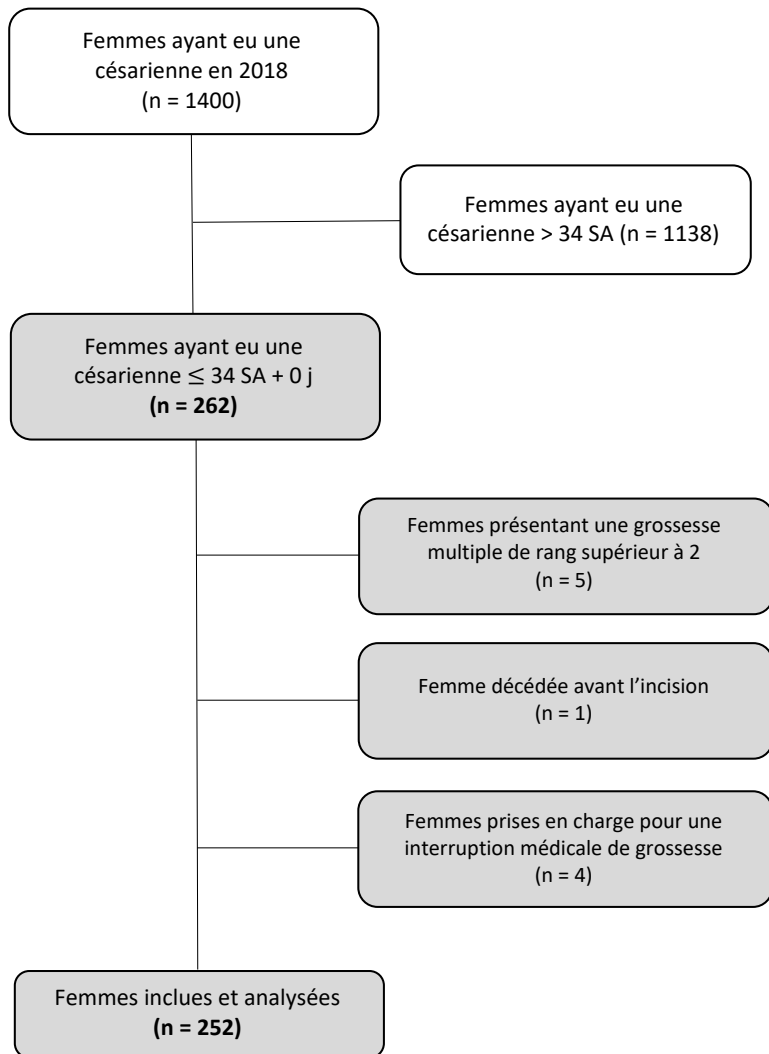 Femmes ayant eu une
césarienne en 2018
(n = 1400)
Femmes ayant eu une
césarienne > 34 SA (n = 1138)
Femmes ayant eu une
césarienne ≤ 34 SA + 0 j
(n = 262)
Femmes présentant une grossesse
multiple de rang supérieur à 2
(n = 5)
Femme décédée avant l’incision
(n = 1)
Femmes prises en charge pour une
interruption médicale de grossesse
(n = 4)
Femmes inclues et analysées
(n = 252)